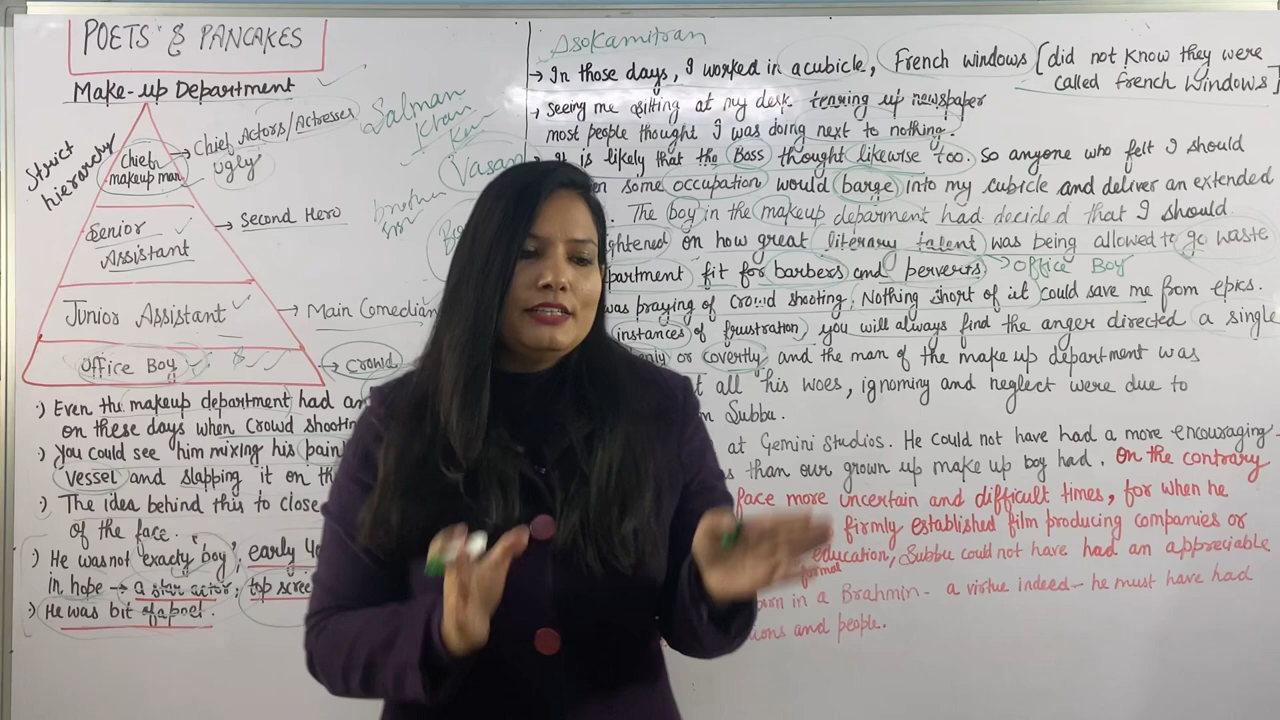 POETS & PANCAKES
Make-up Department
Strict hierarchy
Chief makeup man
Chief Actors/Actresses
ugly
Senior Assistant
Second Hero
Junior Assistant
Main Comedian
Office Boy
Crowd
Salman
Vasan
:) Even the makeup department had an
on these days when crowd shootin
:) You could see him mixing his pain
vessel and slapping it on th
:) The idea behind this to close
of the face.
:) He was not exactly 'boy', early 40
in hope → a star actor, top scree
:) He was bit of a poet.
Asokamitran
→ In those days, I worked in a cubicle, French windows [did not know they were
called French Windows]
→ seeing me sitting at my desk tearing up newspaper
most people thought I was doing next to nothing.
It is likely that the Boss thought likewise too. So anyone who felt I should
en some occupation would barge into my cubicle and deliver an extended
. The boy in the makeup deparment had decided that I should
ghtened on how great literary talent was being allowed to go waste
partment fit for barbers and perverts → Office Boy
was praying of crowd shooting. Nothing short of it could save me from epics.
instances of frustration, you will always find the anger directed a single
or covertly and the man of the make up department was
t all his woes, ignominy and neglect were due to
Subbu.
at Gemini Studios. He could not have had a more encouraging
s than our grown up make up boy had. On the contrary
face more uncertain and difficult times, for when he
firmly established film producing companies or
formal
education, Subbu could not have had an appreciable
born in a Brahmin - a virtue indeed - he must have had
ions and people.